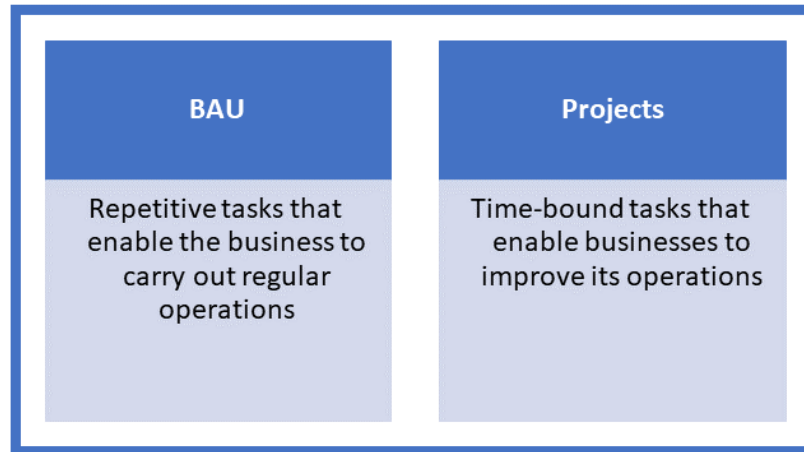 BAU
Repetitive tasks that
enable the business to
carry out regular
operations
Projects
Time-bound tasks that
enable businesses to
improve its operations